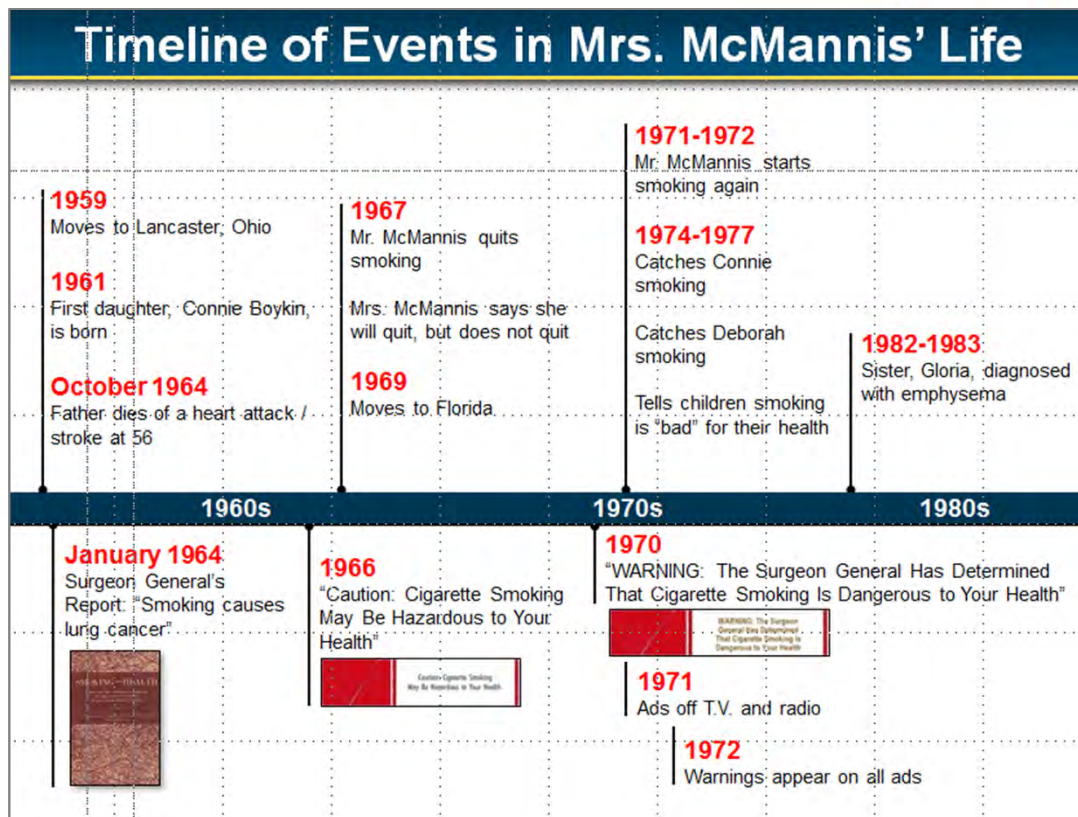 Timeline of Events in Mrs. McMannis' Life
1959
Moves to Lancaster, Ohio
1961
First daughter, Connie Boykin,
is born
October 1964
Father dies of a heart attack /
stroke at 56
1967
Mr. McMannis quits
smoking
Mrs. McMannis says she
will quit, but does not quit
1969
Moves to Florida
1971-1972
Mr. McMannis starts
smoking again
1974-1977
Catches Connie
smoking
Catches Deborah
smoking
Tells children smoking
is "bad" for their health
1982-1983
Sister, Gloria, diagnosed
with emphysema
1960s
1970s
1980s
January 1964
Surgeon General's
Report: "Smoking causes
lung cancer"
SMOKING and HEALTH
1966
"Caution: Cigarette Smoking
May Be Hazardous to Your
Health"
Caution: Cigarette Smoking
May Be Hazardous to Your Health
1970
"WARNING: The Surgeon General Has Determined
That Cigarette Smoking Is Dangerous to Your Health"
WARNING: The Surgeon
General Has Determined
That Cigarette Smoking Is
Dangerous to Your Health
1971
Ads off T.V. and radio
1972
Warnings appear on all ads